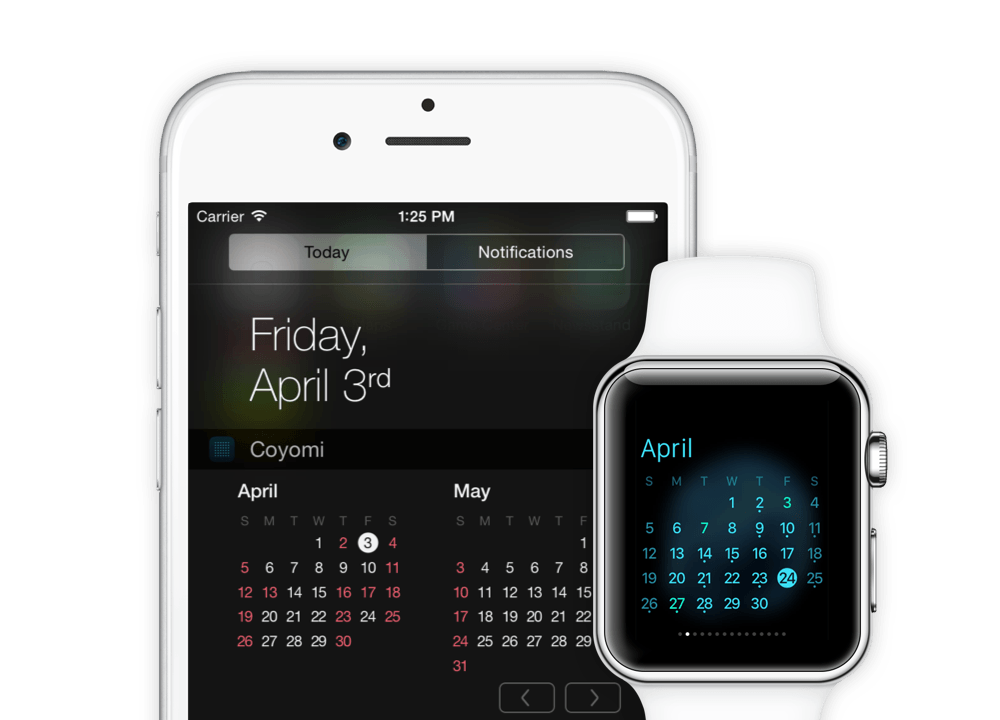 Carrier 1:25 PM
Today Notifications
Friday,
April 3rd
Coyomi
April
S M T W T F S
1 2 3 4
5 6 7 8 9 10 11
12 13 14 15 16 17 18
19 20 21 22 23 24 25
26 27 28 29 30
May
S M T W T F
1
3 4 5 6 7 8
10 11 12 13 14 15
17 18 19 20 21 22
24 25 26 27 28 29
31
April
S M T W T F S
1 2 3 4
5 6 7 8 9 10 11
12 13 14 15 16 17 18
19 20 21 22 23 24 25
26 27 28 29 30